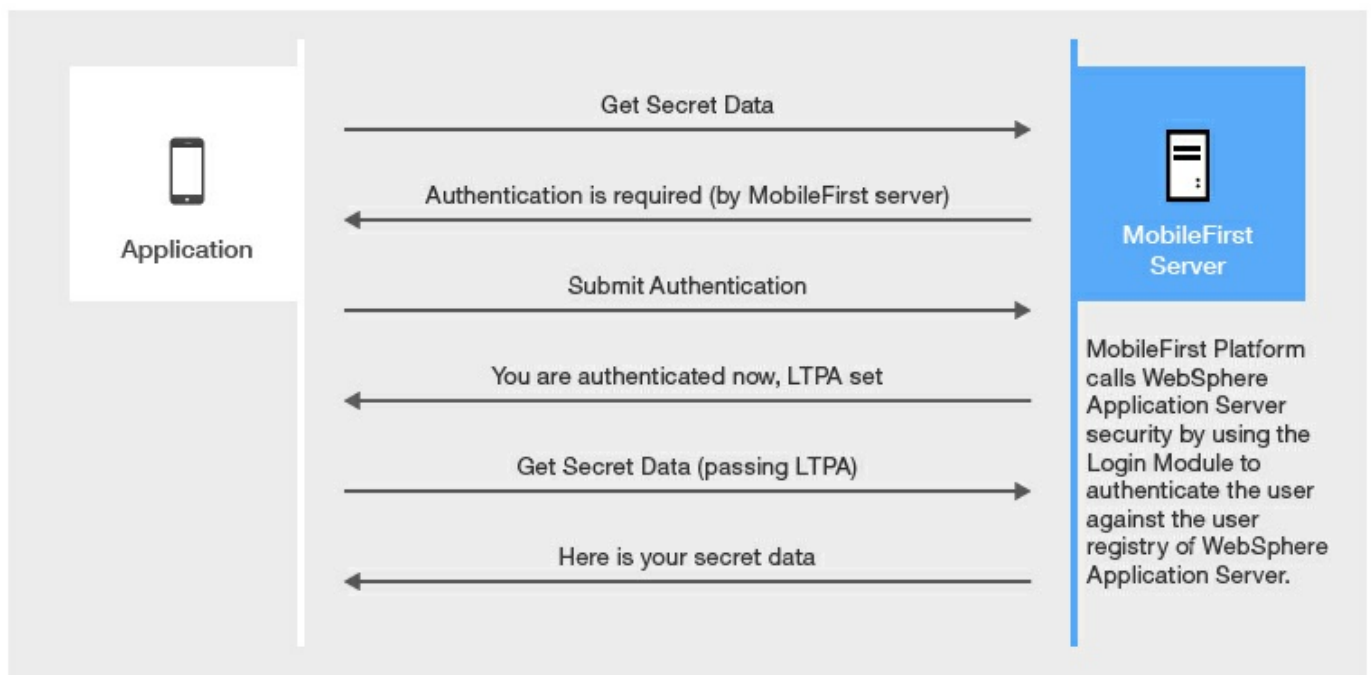 Get Secret Data
Authentication is required (by MobileFirst server)
Application
MobileFirst
Server
Submit Authentication
You are authenticated now, LTPA set
Get Secret Data (passing LTPA)
Here is your secret data
MobileFirst Platform
calls WebSphere
Application Server
security by using the
Login Module to
authenticate the user
against the user
registry of WebSphere
Application Server.